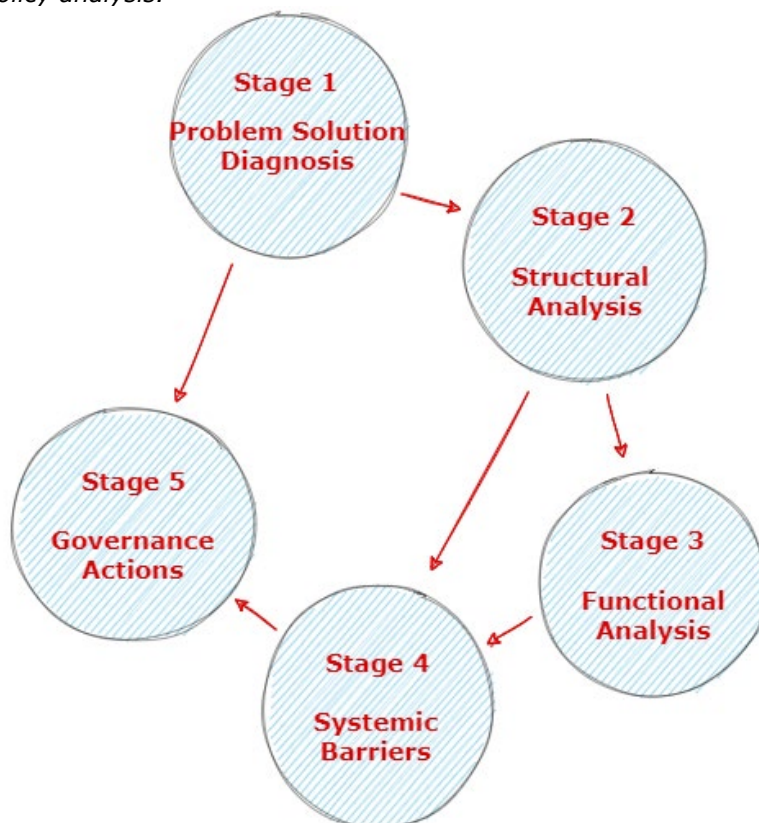 policy analysis.
Stage 1
Problem Solution
Diagnosis
Stage 2
Structural
Analysis
Stage 3
Functional
Analysis
Stage 4
Systemic
Barriers
Stage 5
Governance
Actions